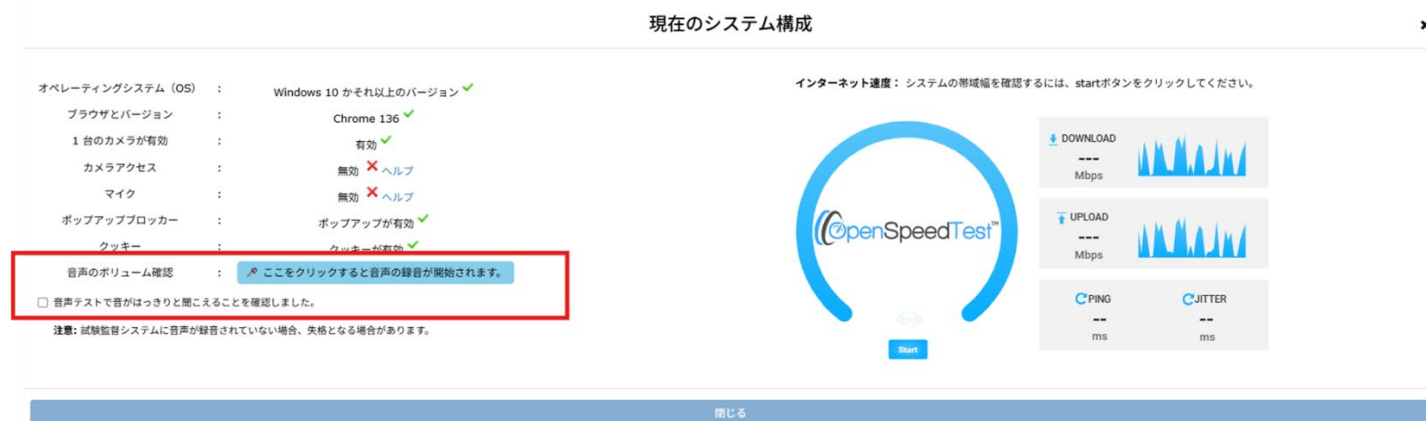 現在のシステム構成
オペレーティングシステム（OS） : Windows 10 かそれ以上のバージョン
ブラウザとバージョン : Chrome 136
1 台のカメラが有効 : 有効
カメラアクセス : 無効 ヘルプ
マイク : 無効 ヘルプ
ポップアップブロッカー : ポップアップが有効
クッキー : クッキーが有効
音声のボリューム確認 : ここをクリックすると音声の録音が開始されます。
音声テストで音がはっきりと聞こえることを確認しました。
注意: 試験監督システムに音声が録音されていない場合、失格となる場合があります。
インターネット速度： システムの帯域幅を確認するには、startボタンをクリックしてください。
OpenSpeedTest™
Start
DOWNLOAD
---
Mbps
UPLOAD
---
Mbps
PING JITTER
-- --
ms ms
閉じる